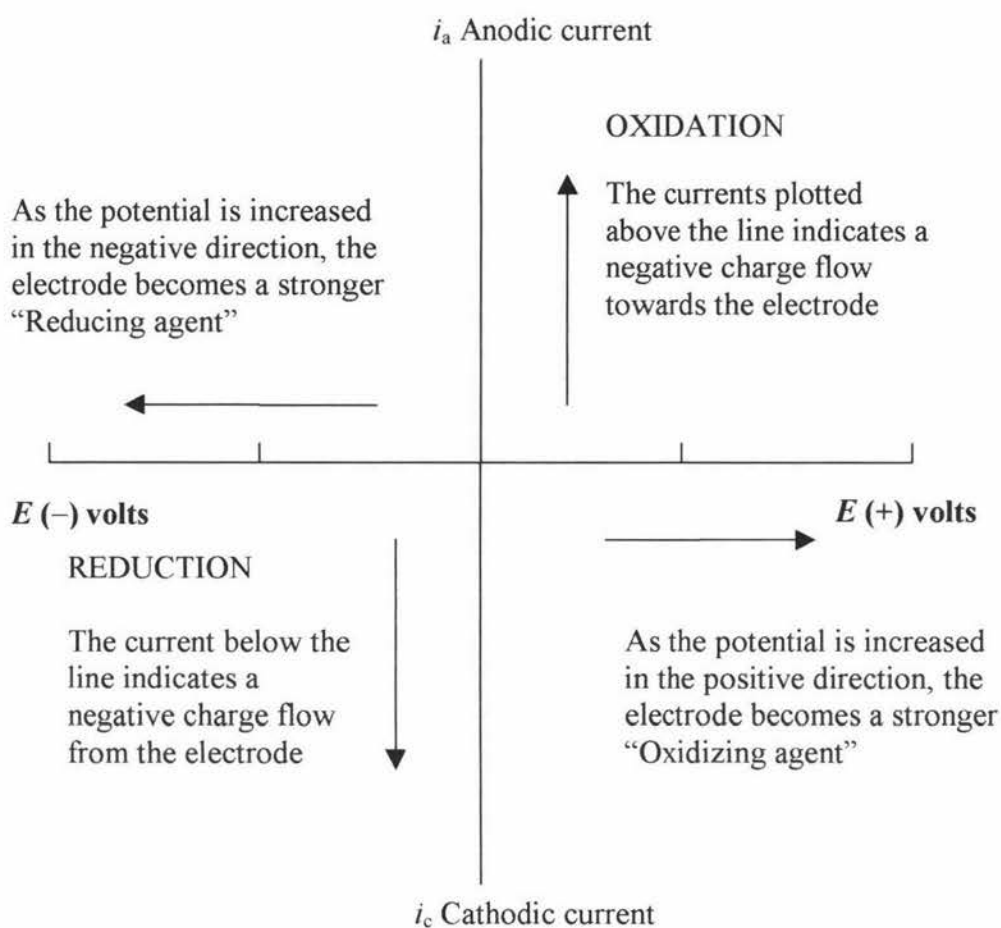 i_a Anodic current
OXIDATION
The currents plotted
above the line indicates a
negative charge flow
towards the electrode
As the potential is increased
in the negative direction, the
electrode becomes a stronger
“Reducing agent”
E (–) volts
E (+) volts
REDUCTION
The current below the
line indicates a
negative charge flow
from the electrode
As the potential is increased
in the positive direction, the
electrode becomes a stronger
“Oxidizing agent”
i_c Cathodic current